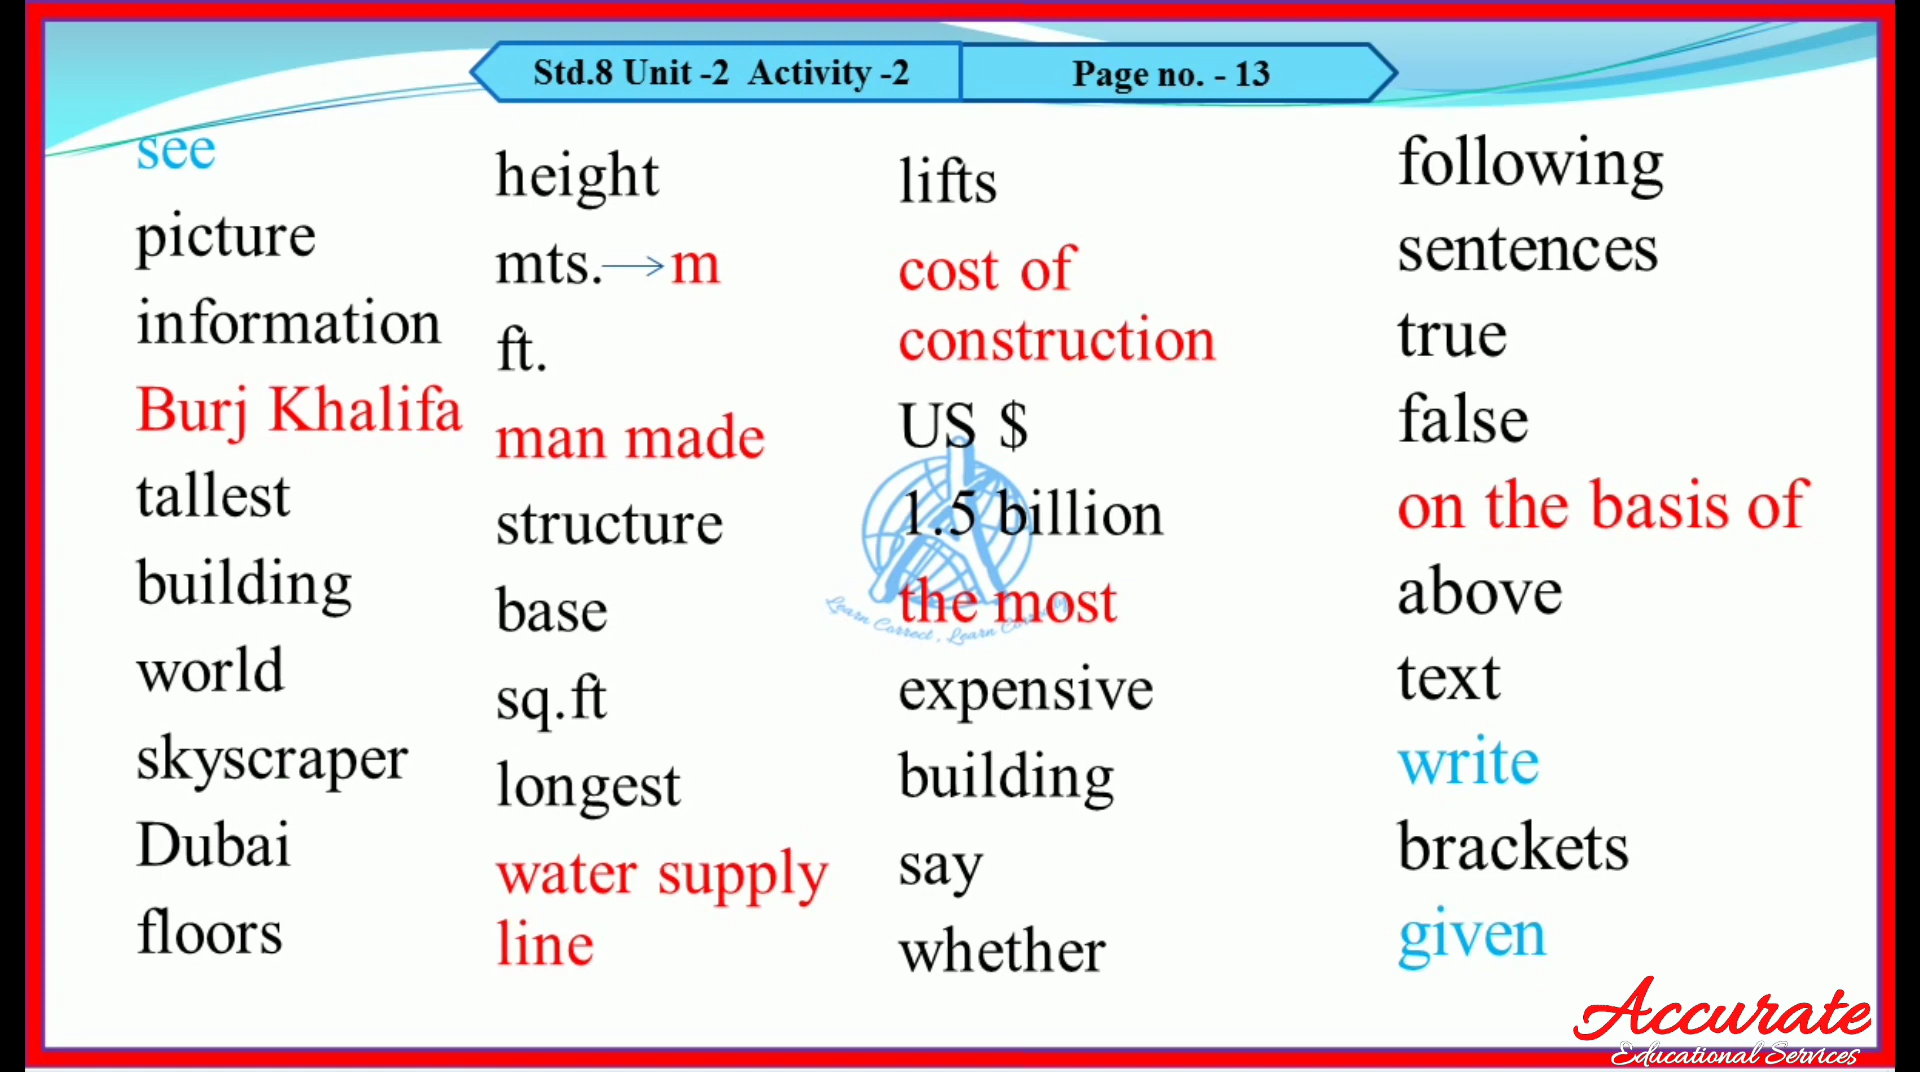 Std.8 Unit -2 Activity -2
Page no. - 13
see
picture
information
Burj Khalifa
tallest
building
world
skyscraper
Dubai
floors
height
mts.→m
ft.
man made
structure
base
sq.ft
longest
water supply
line
lifts
cost of
construction
US $
1.5 billion
the most
expensive
building
say
whether
following
sentences
true
false
on the basis of
above
text
write
brackets
given
Learn Correct, Learn
Accurate
Educational Services